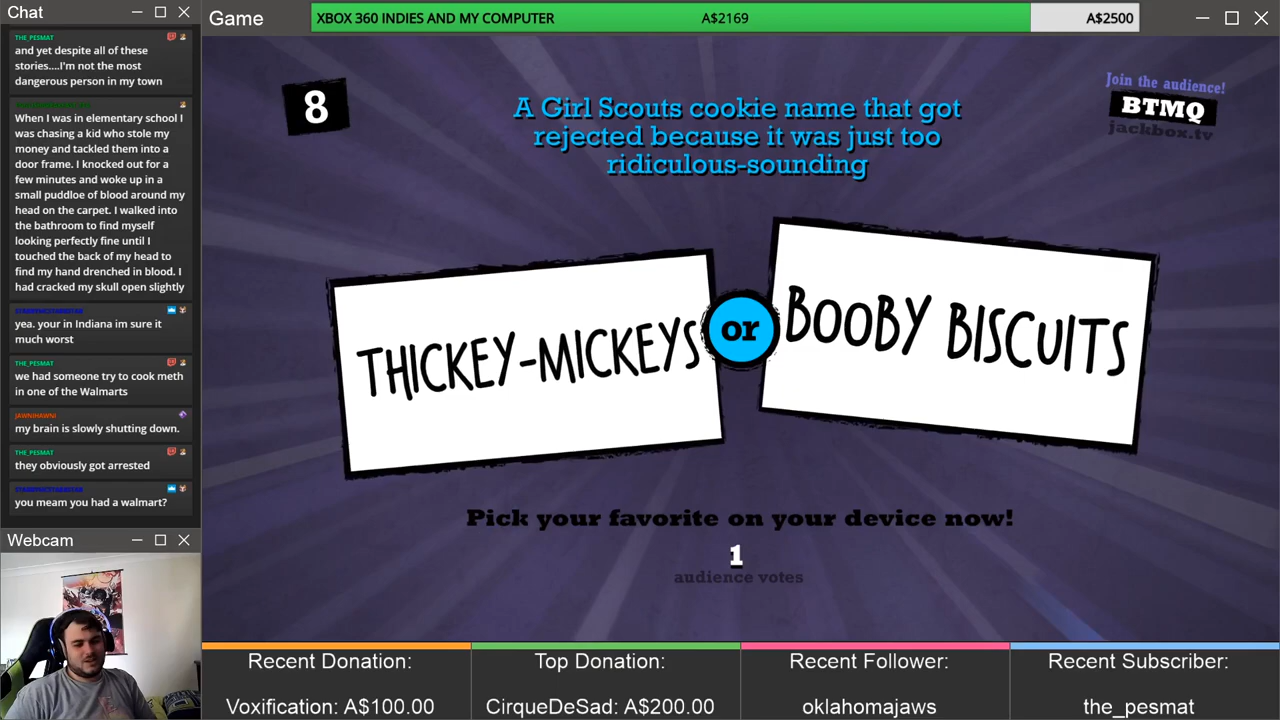 Chat
THE_PESMAT
and yet despite all of these
stories....I'm not the most
dangerous person in my town
When I was in elementary school I
was chasing a kid who stole my
money and tackled them into a
door frame. I knocked out for a
few minutes and woke up in a
small puddloe of blood around my
head on the carpet. I walked into
the bathroom to find myself
looking perfectly fine until I
touched the back of my head to
find my hand drenched in blood. I
had cracked my skull open slightly
yea. your in Indiana im sure it
much worst
THE_PESMAT
we had someone try to cook meth
in one of the Walmarts
JAWNIHAWNI
my brain is slowly shutting down.
THE_PESMAT
they obviously got arrested
you meam you had a walmart?
Webcam
Game
XBOX 360 INDIES AND MY COMPUTER
A$2169
A$2500
8
A Girl Scouts cookie name that got
rejected because it was just too
ridiculous-sounding
Join the audience!
BTMQ
jackbox.tv
THICKEY-MICKEYS
or
BOOBY BISCUITS
Pick your favorite on your device now!
1
audience votes
Recent Donation:
Voxification: A$100.00
Top Donation:
CirqueDeSad: A$200.00
Recent Follower:
oklahomajaws
Recent Subscriber:
the_pesmat